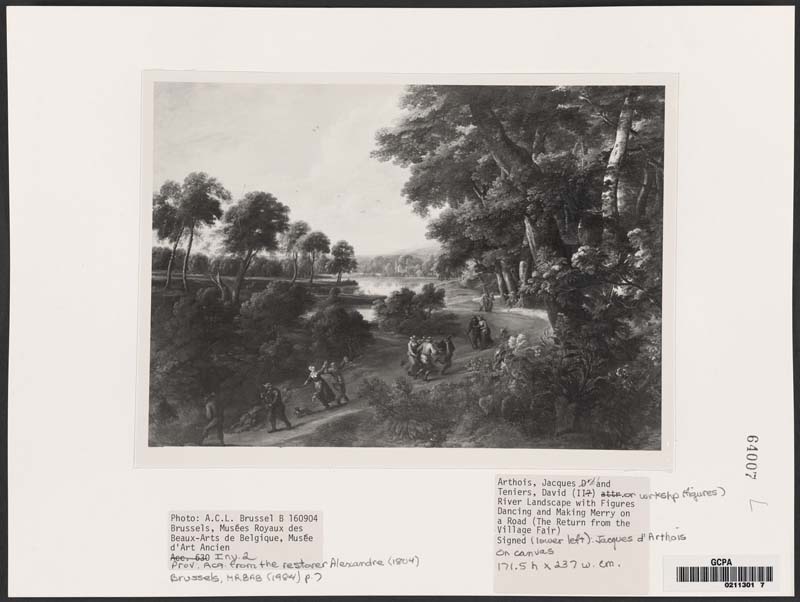 Photo: A.C.L. Brussel B 160904
Brussels, Musées Royaux des
Beaux-Arts de Belgique, Musée
d'Art Ancien
Acc. 630 Inv. 2
Prov. Acq. from the restorer Alexandre (1804)
Brussels, MRBAB (1984) p.7
Arthois, Jacques D' and
Teniers, David (II?) attr. or wrkshp (figures)
River Landscape with Figures
Dancing and Making Merry on
a Road (The Return from the
Village Fair)
Signed (lower left): Jacques d'Arthois
on canvas
171.5 h x 237 w. cm.
64007
GCPA
0211301 7